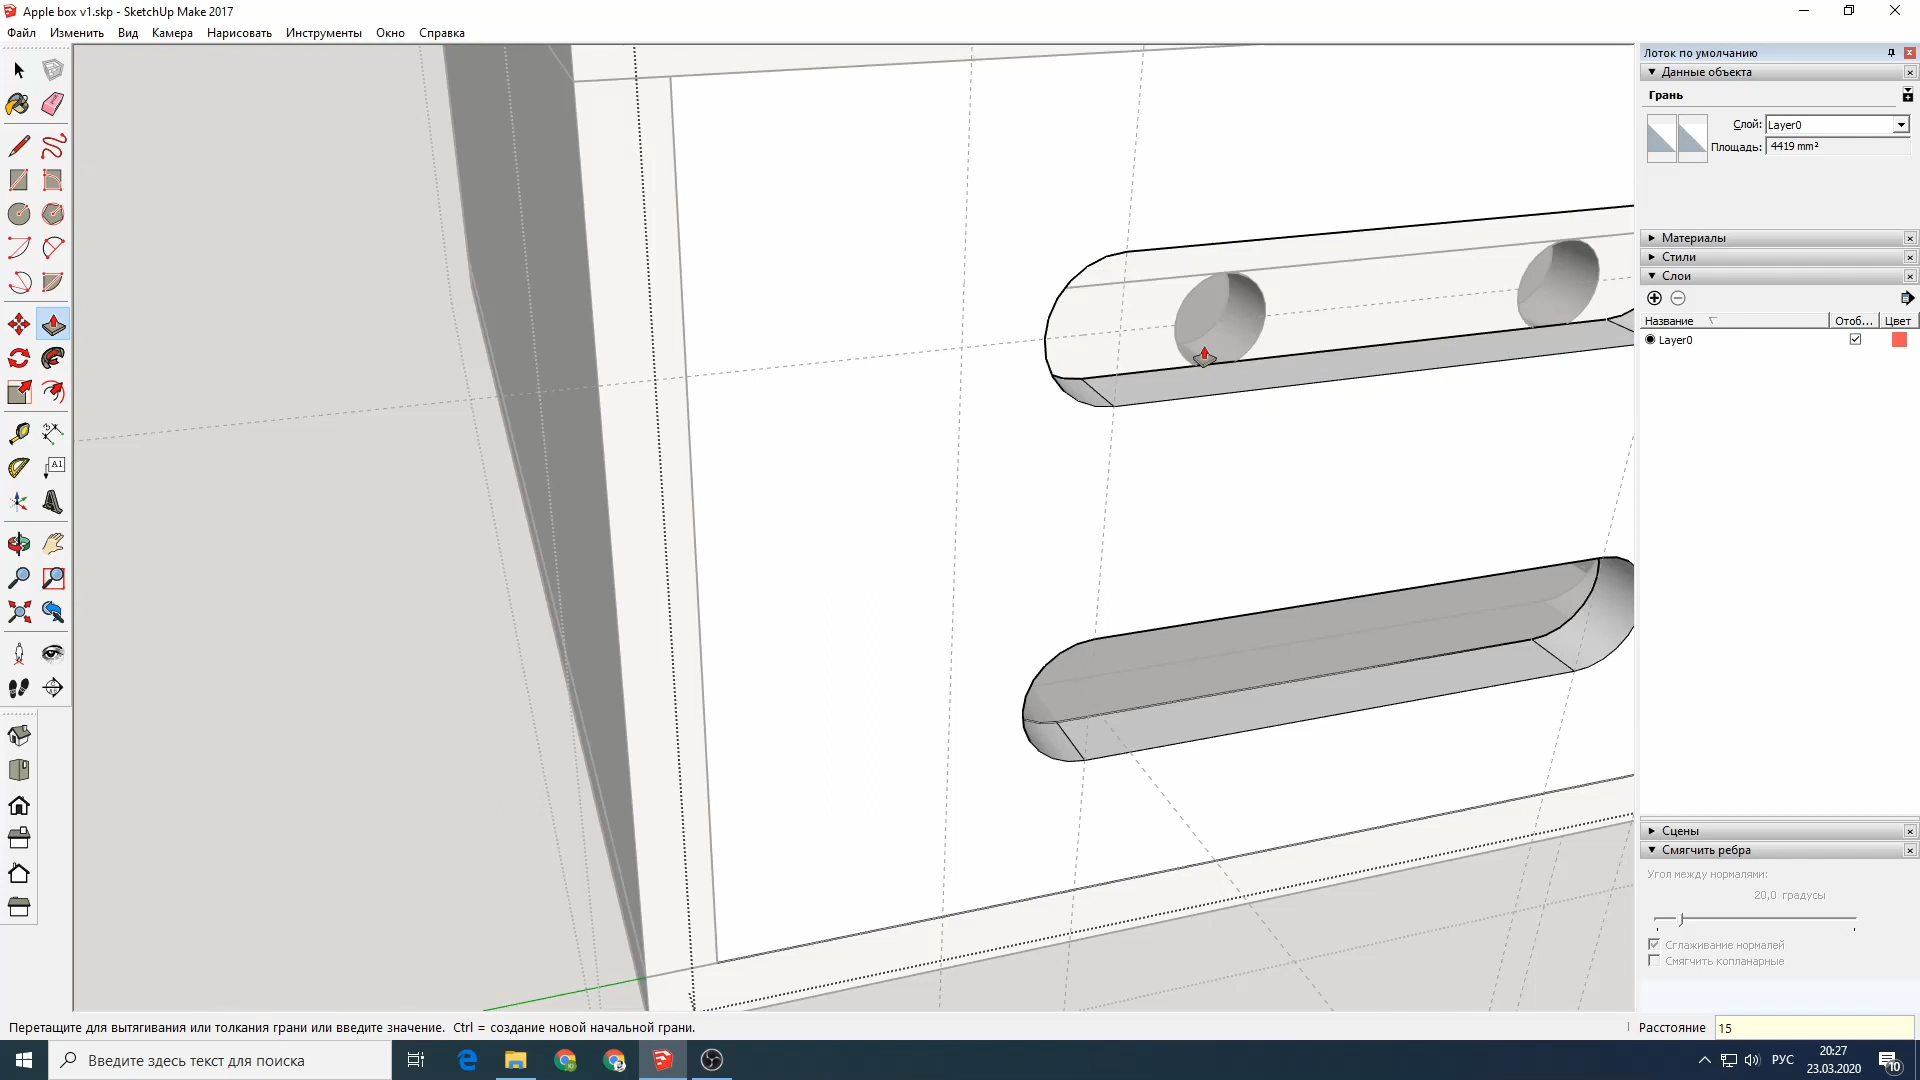 Apple box v1.skp - SketchUp Make 2017
Файл Изменить Вид Камера Нарисовать Инструменты Окно Справка
Лоток по умолчанию
Данные объекта
Грань
Слой: Layer0
Площадь: 4419 mm²
Материалы
Стили
Слои
Название Отоб... Цвет
Layer0
Сцены
Смягчить ребра
Угол между нормалями:
20,0 градусы
Сглаживание нормалей
Смягчить копланарные
A1
Перетащите для вытягивания или толкания грани или введите значение. Ctrl = создание новой начальной грани.
Расстояние 15
Введите здесь текст для поиска
РУС
20:27
23.03.2020
10